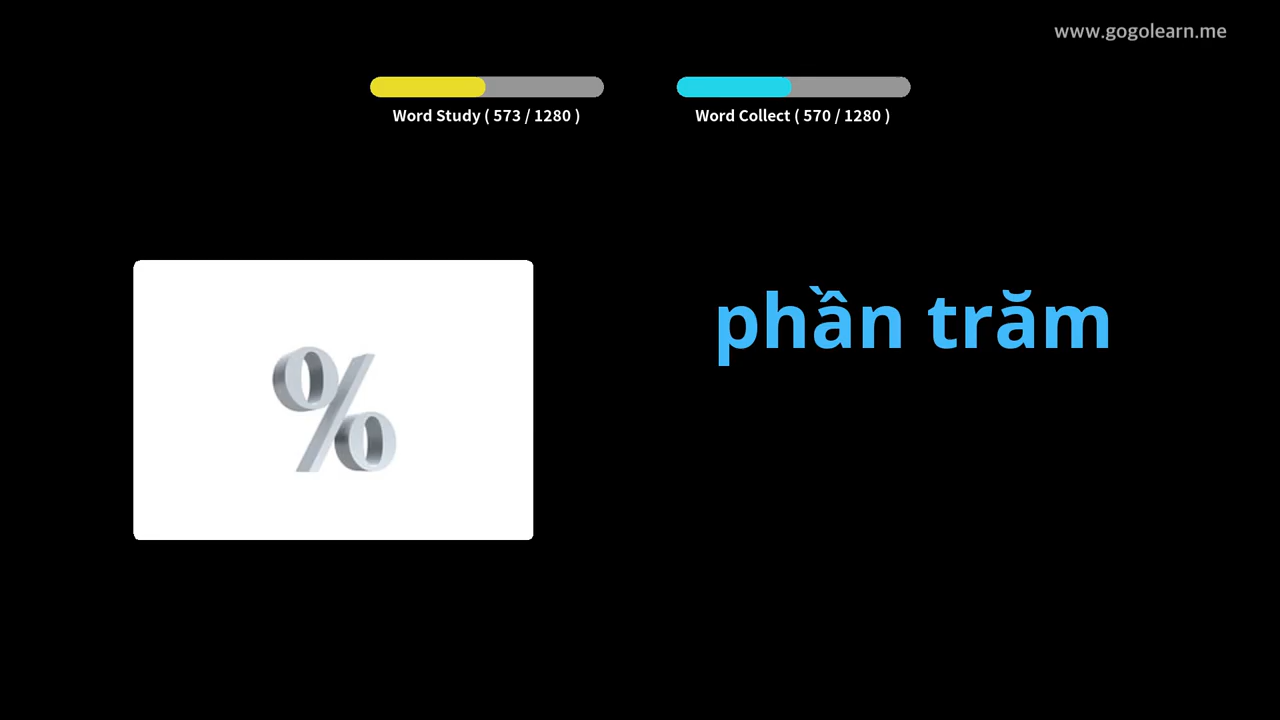 www.gogolearn.me
Word Study ( 573 / 1280 )
Word Collect ( 570 / 1280 )
%
phần trăm